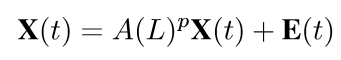 X(t) = A(L)^p X(t) + E(t)